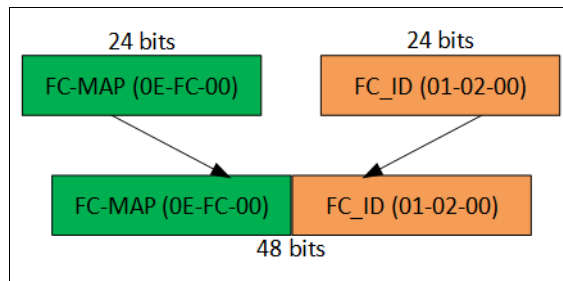 24 bits
24 bits
FC-MAP (0E-FC-00)
FC_ID (01-02-00)
FC-MAP (0E-FC-00)
FC_ID (01-02-00)
48 bits